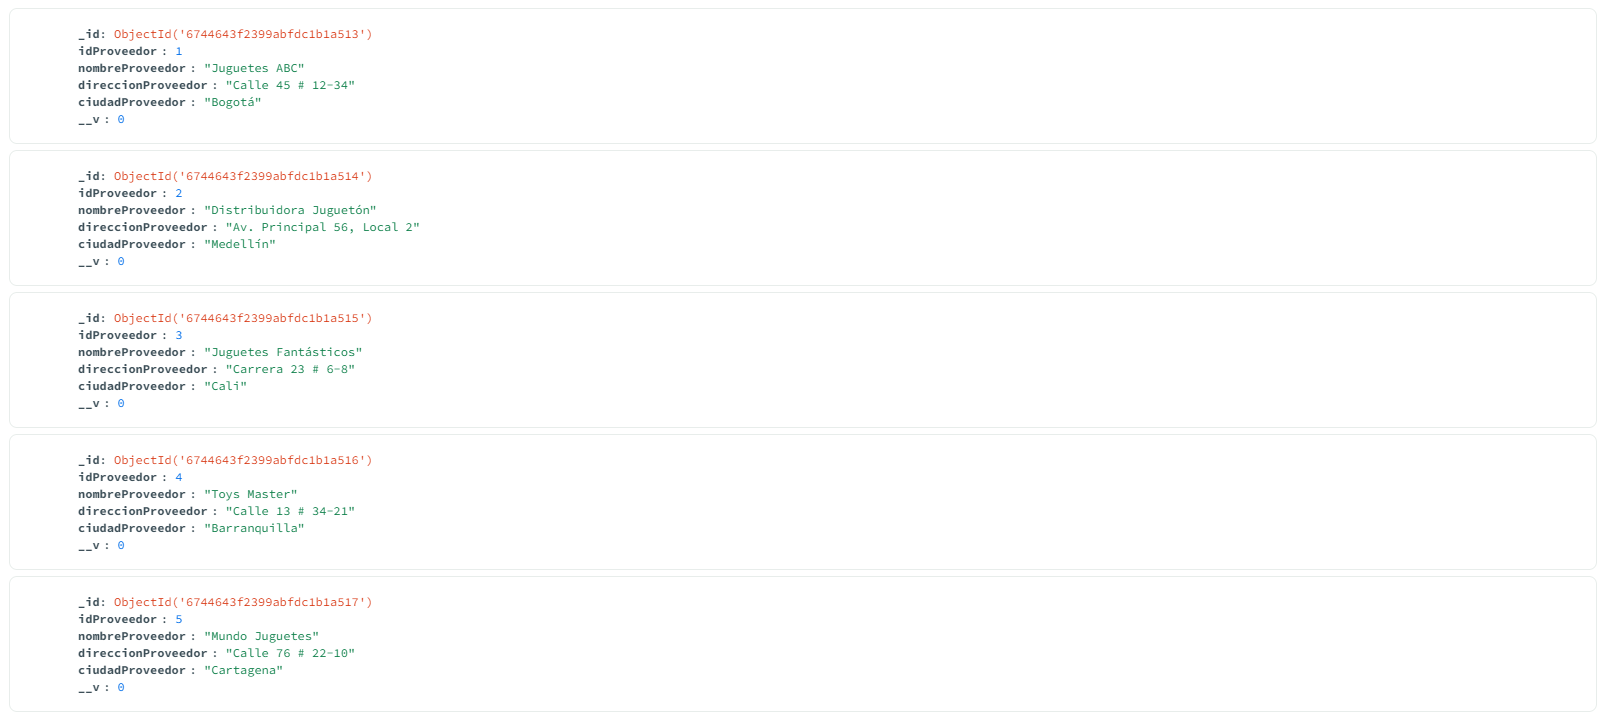 _id: ObjectId('6744643f2399abfdc1b1a513')
idProveedor : 1
nombreProveedor : "Juguetes ABC"
direccionProveedor : "Calle 45 # 12-34"
ciudadProveedor : "Bogotá"
__v : 0
_id: ObjectId('6744643f2399abfdc1b1a514')
idProveedor : 2
nombreProveedor : "Distribuidora Juguetón"
direccionProveedor : "Av. Principal 56, Local 2"
ciudadProveedor : "Medellín"
__v : 0
_id: ObjectId('6744643f2399abfdc1b1a515')
idProveedor : 3
nombreProveedor : "Juguetes Fantásticos"
direccionProveedor : "Carrera 23 # 6-8"
ciudadProveedor : "Cali"
__v : 0
_id: ObjectId('6744643f2399abfdc1b1a516')
idProveedor : 4
nombreProveedor : "Toys Master"
direccionProveedor : "Calle 13 # 34-21"
ciudadProveedor : "Barranquilla"
__v : 0
_id: ObjectId('6744643f2399abfdc1b1a517')
idProveedor : 5
nombreProveedor : "Mundo Juguetes"
direccionProveedor : "Calle 76 # 22-10"
ciudadProveedor : "Cartagena"
__v : 0